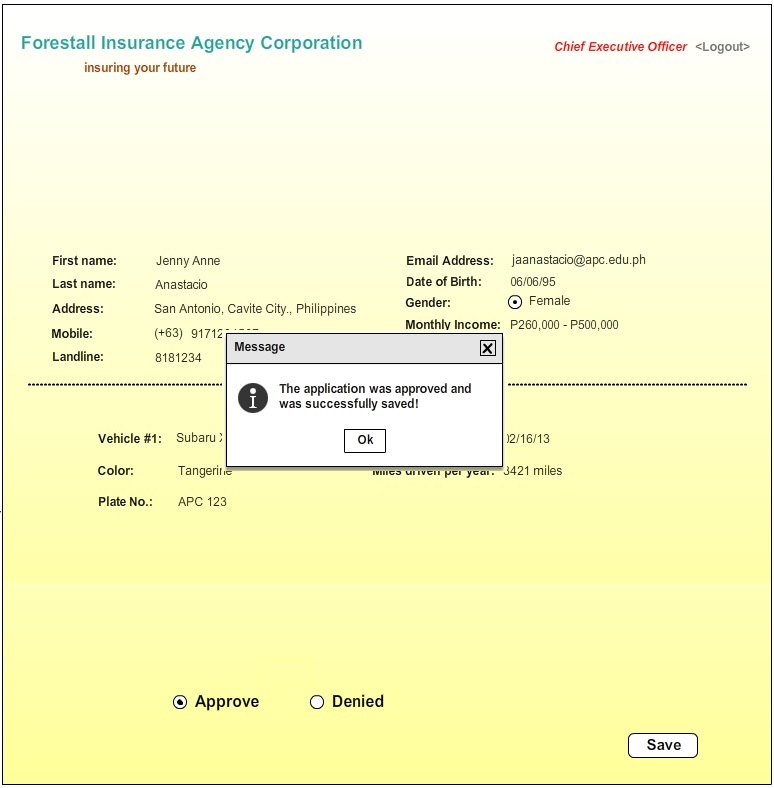 Forestall Insurance Agency Corporation
insuring your future
Chief Executive Officer <Logout>
First name: Jenny Anne
Last name: Anastacio
Address: San Antonio, Cavite City., Philippines
Mobile: (+63)
Landline: 8181234
Email Address: jaanastacio@apc.edu.ph
Date of Birth: 06/06/95
Gender: Female
Monthly Income: P260,000 - P500,000
Message
The application was approved and
was successfully saved!
Ok
Vehicle #1: Subaru
02/16/13
Color: Tangerine
Miles driven per year: 3421 miles
Plate No.: APC 123
Approve Denied
Save